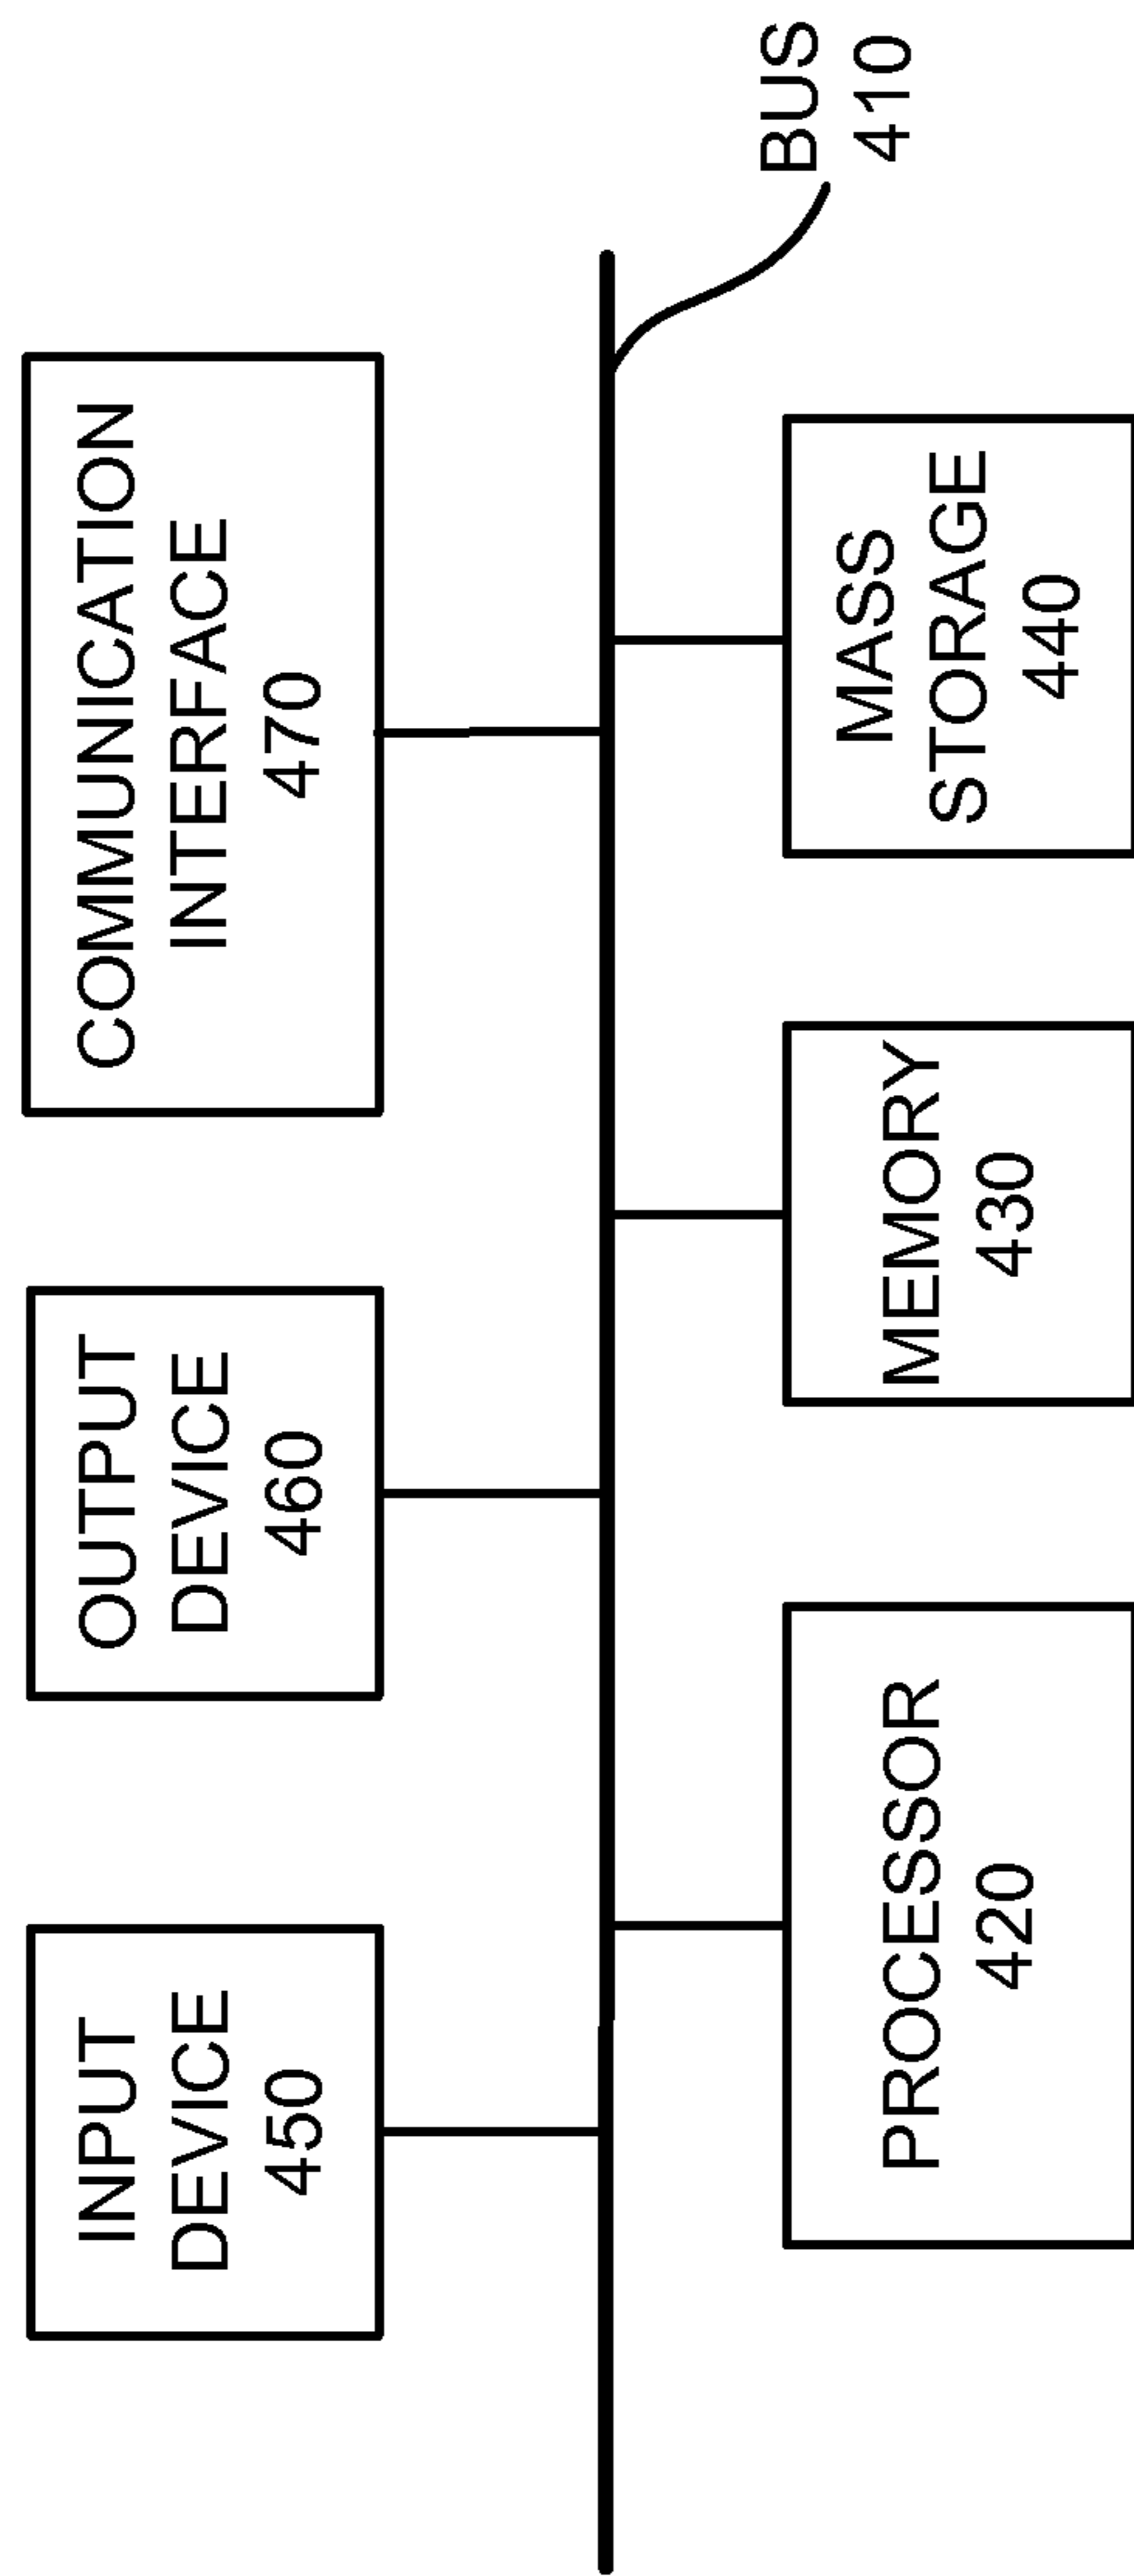 INPUT
DEVICE
450
OUTPUT
DEVICE
460
COMMUNICATION
INTERFACE
470
BUS
410
PROCESSOR
420
MEMORY
430
MASS
STORAGE
440